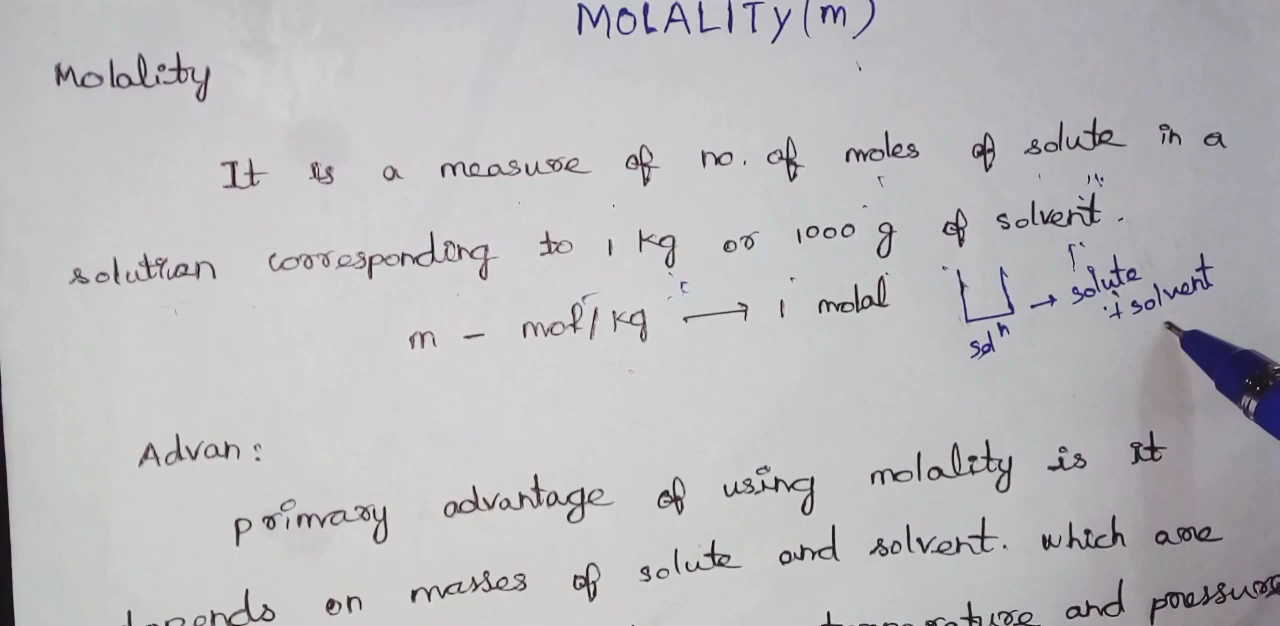 MOLALITY(m)
Molality
It is a measure of no. of moles of solute in a
solution corresponding to 1 kg or 1000 g of solvent.
m - mol/kg → 1 molal
solⁿ → solute
+ solvent
Advan:
primary advantage of using molality is it
depends on masses of solute and solvent. which are
temperature and pressure